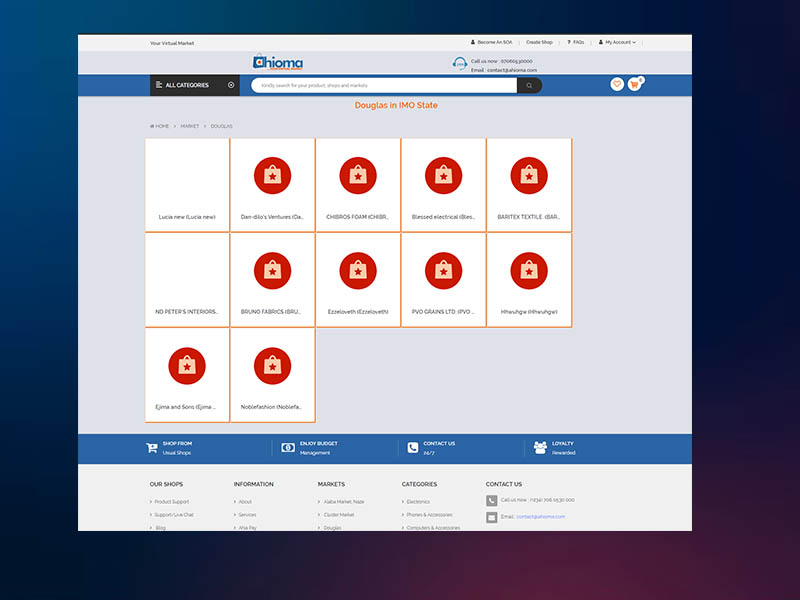 Your Virtual Market
Become An SOA
Create Shop
? FAQs
My Account
ahioma
Call us now : 07066530000
Email : contact@ahioma.com
ALL CATEGORIES
Kindly search for your product, shops and markets
0
Douglas in IMO State
HOME > MARKET > DOUGLAS
Lucia new (Lucia new)
Dan-dilo's Ventures (Da...
CHIBROS FOAM (CHIBR...
Blessed electrical (Bles...
BARITEX TEXTILE. (BAR...
ND PETER'S INTERIORS...
BRUNO FABRICS (BRU...
Ezzeloveth (Ezzeloveth)
PVO GRAINS LTD. (PVO ...
Hhwuhgw (Hhwuhgw)
Ejima and Sons (Ejima ...
Noblefashion (Noblefa...
SHOP FROM
Usual Shops
ENJOY BUDGET
Management
CONTACT US
24/7
LOYALTY
Rewarded
OUR SHOPS
INFORMATION
MARKETS
CATEGORIES
CONTACT US
> Product Support
> About
> Alaba Market, Naze
> Electronics
Call us now : (+234) 706 6530 000
> Support/Live Chat
> Services
> Cluster Market
> Phones & Accessories
Email : contact@ahioma.com
> Blog
> Ahia Pay
> Douglas
> Computers & Accessories